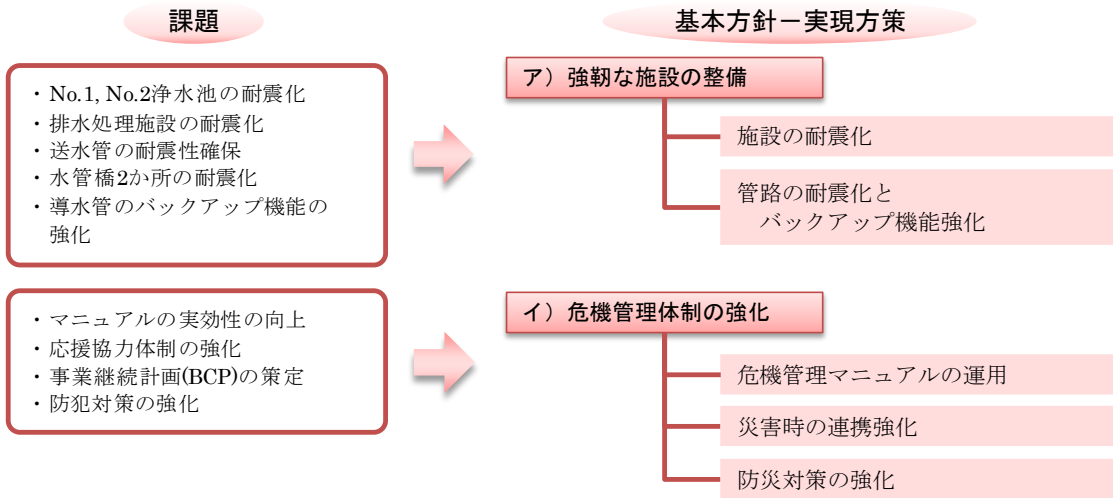 課題
基本方針－実現方策
・No.1, No.2浄水池の耐震化
・排水処理施設の耐震化
・送水管の耐震性確保
・水管橋2か所の耐震化
・導水管のバックアップ機能の
強化
ア）強靭な施設の整備
施設の耐震化
管路の耐震化と
バックアップ機能強化
・マニュアルの実効性の向上
・応援協力体制の強化
・事業継続計画(BCP)の策定
・防犯対策の強化
イ）危機管理体制の強化
危機管理マニュアルの運用
災害時の連携強化
防災対策の強化